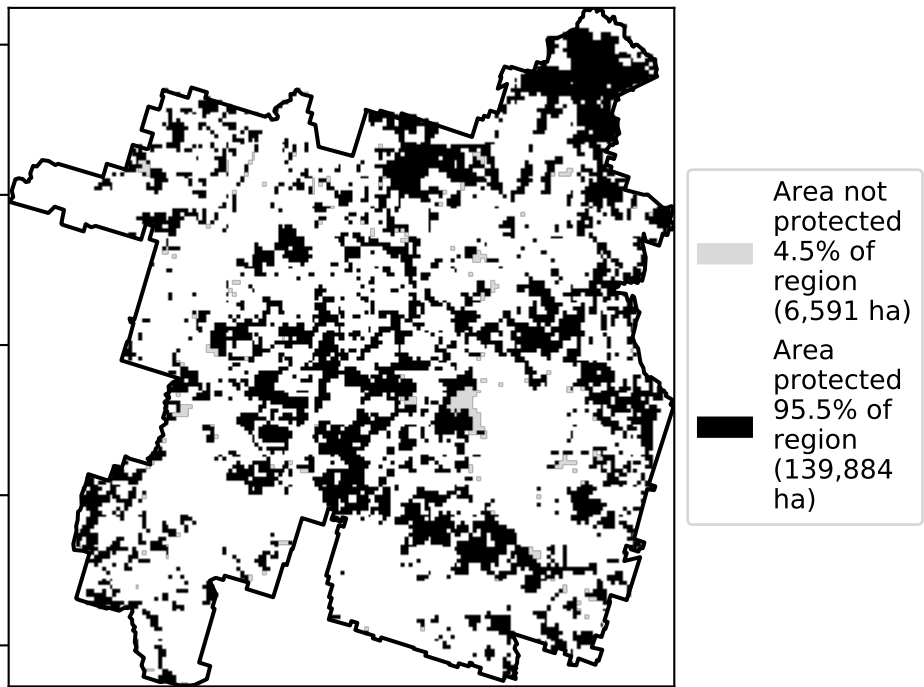 Area not
protected
4.5% of
region
(6,591 ha)
Area
protected
95.5% of
region
(139,884
ha)